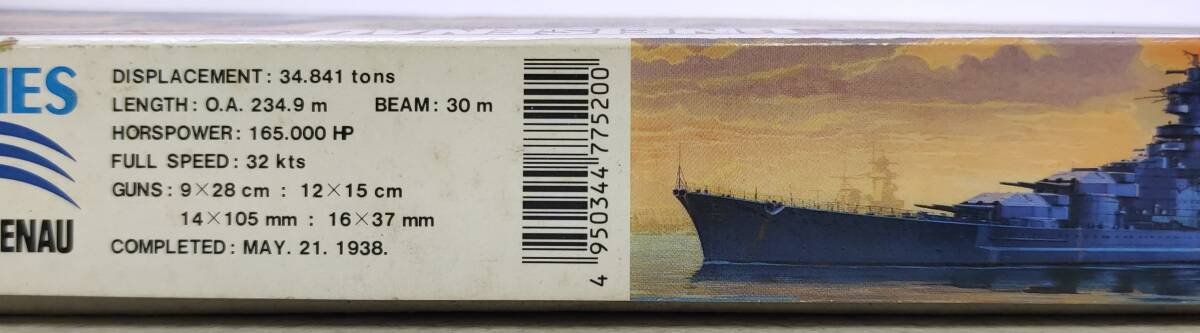 IES
ENAU
DISPLACEMENT: 34.841 tons
LENGTH: O.A. 234.9 m BEAM: 30 m
HORSPOWER: 165.000 HP
FULL SPEED: 32 kts
GUNS: 9×28 cm : 12×15 cm
14×105 mm : 16×37 mm
COMPLETED: MAY. 21. 1938.
4 950344 775200